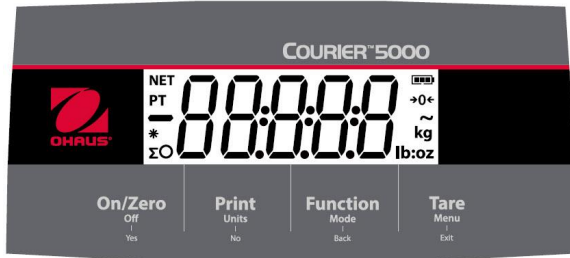 COURIER™5000
NET
PT
*
ΣO
88:8:8:8
→0←
~
kg
lb:oz
OHAUS®
On/Zero Print Function Tare
Off Units Mode Menu
Yes No Back Exit